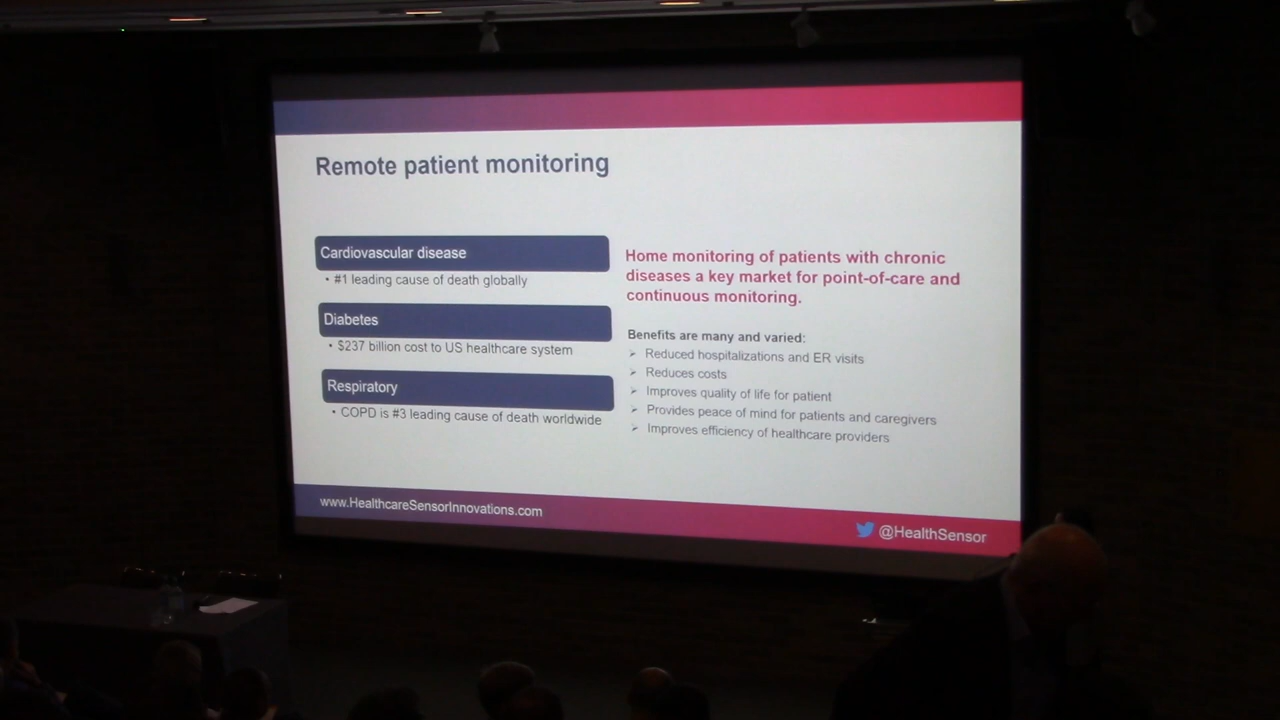 Remote patient monitoring
Cardiovascular disease
• #1 leading cause of death globally
Diabetes
• $237 billion cost to US healthcare system
Respiratory
• COPD is #3 leading cause of death worldwide
Home monitoring of patients with chronic
diseases a key market for point-of-care and
continuous monitoring.
Benefits are many and varied:
➢ Reduced hospitalizations and ER visits
➢ Reduces costs
➢ Improves quality of life for patient
➢ Provides peace of mind for patients and caregivers
➢ Improves efficiency of healthcare providers
www.HealthcareSensorInnovations.com
@HealthSensor